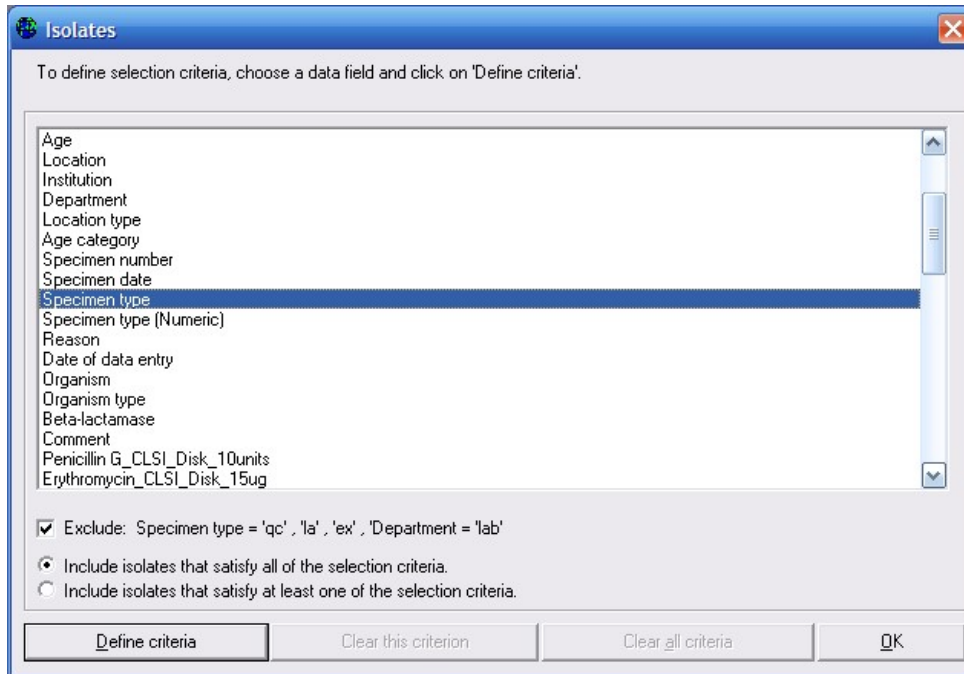 Isolates
To define selection criteria, choose a data field and click on 'Define criteria'.
Age
Location
Institution
Department
Location type
Age category
Specimen number
Specimen date
Specimen type
Specimen type (Numeric)
Reason
Date of data entry
Organism
Organism type
Beta-lactamase
Comment
Penicillin G_CLSI_Disk_10units
Erythromycin_CLSI_Disk_15ug
Exclude: Specimen type = 'qc' , 'la' , 'ex' , 'Department = 'lab'
Include isolates that satisfy all of the selection criteria.
Include isolates that satisfy at least one of the selection criteria.
Define criteria Clear this criterion Clear all criteria OK